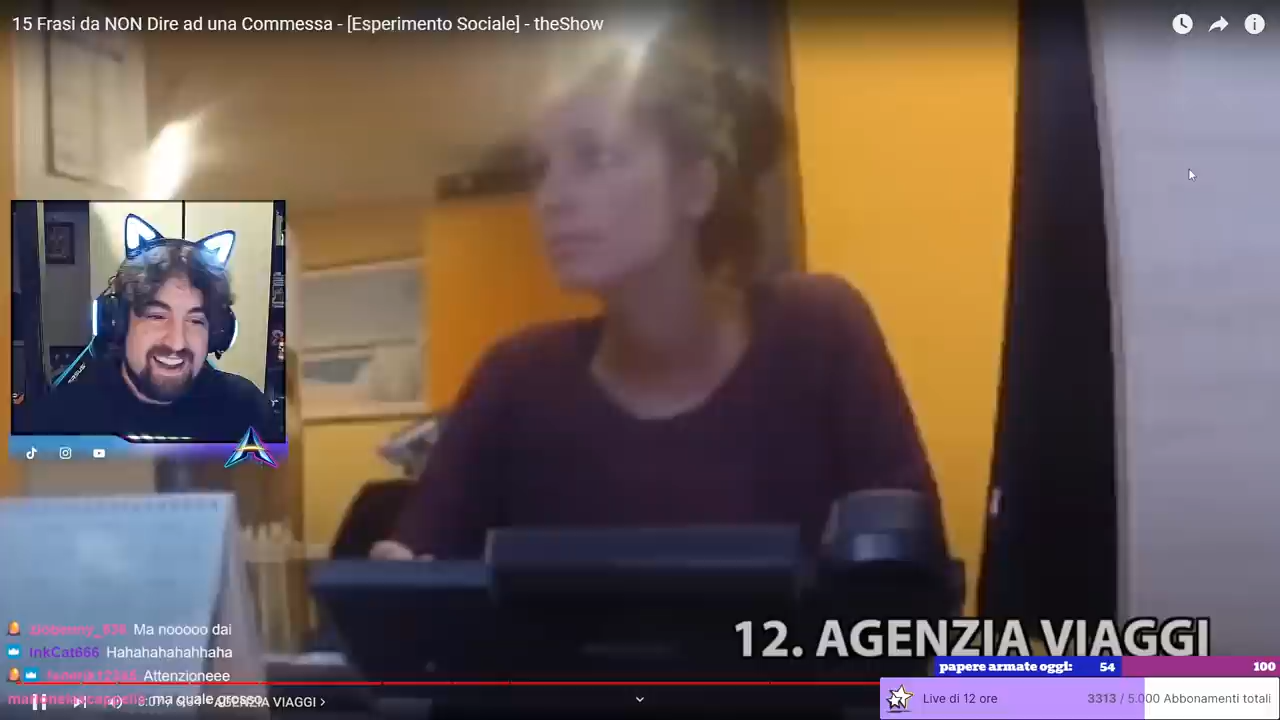 15 Frasi da NON Dire ad una Commessa - [Esperimento Sociale] - theShow
Ma nooooo dai
InkCat666 Hahahahahahhaha
Attenzioneee
ma quale grosso
AGENZIA VIAGGI
12. AGENZIA VIAGGI
papere armate oggi: 54 100
Live di 12 ore 3313 / 5.000 Abbonamenti totali